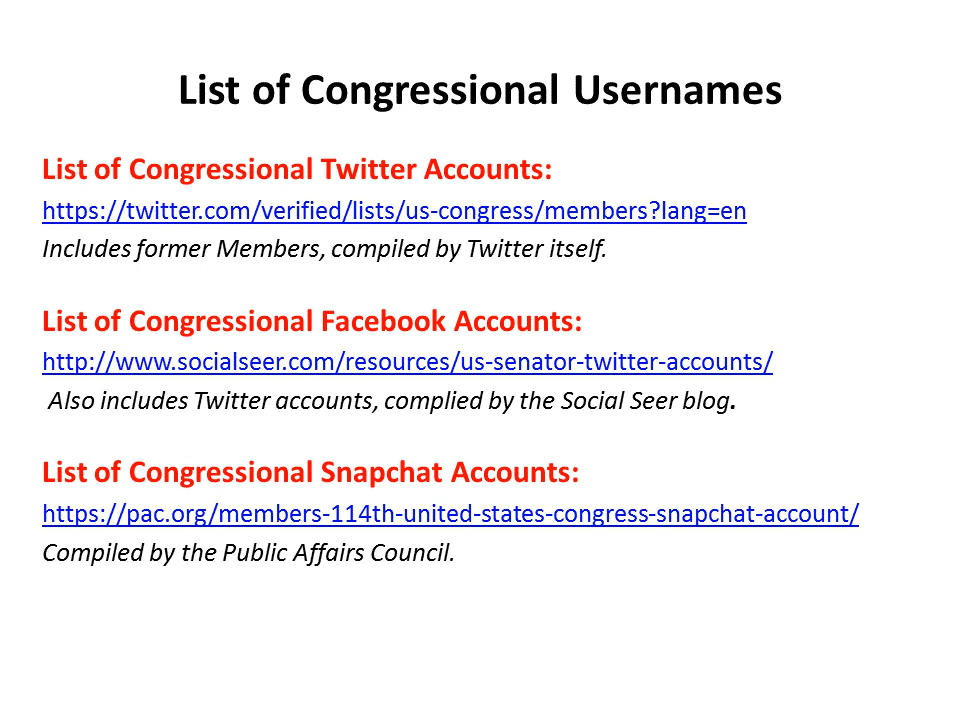 List of Congressional Usernames
List of Congressional Twitter Accounts:
https://twitter.com/verified/lists/us-congress/members?lang=en
Includes former Members, compiled by Twitter itself.
List of Congressional Facebook Accounts:
http://www.socialseer.com/resources/us-senator-twitter-accounts/
Also includes Twitter accounts, complied by the Social Seer blog.
List of Congressional Snapchat Accounts:
https://pac.org/members-114th-united-states-congress-snapchat-account/
Compiled by the Public Affairs Council.